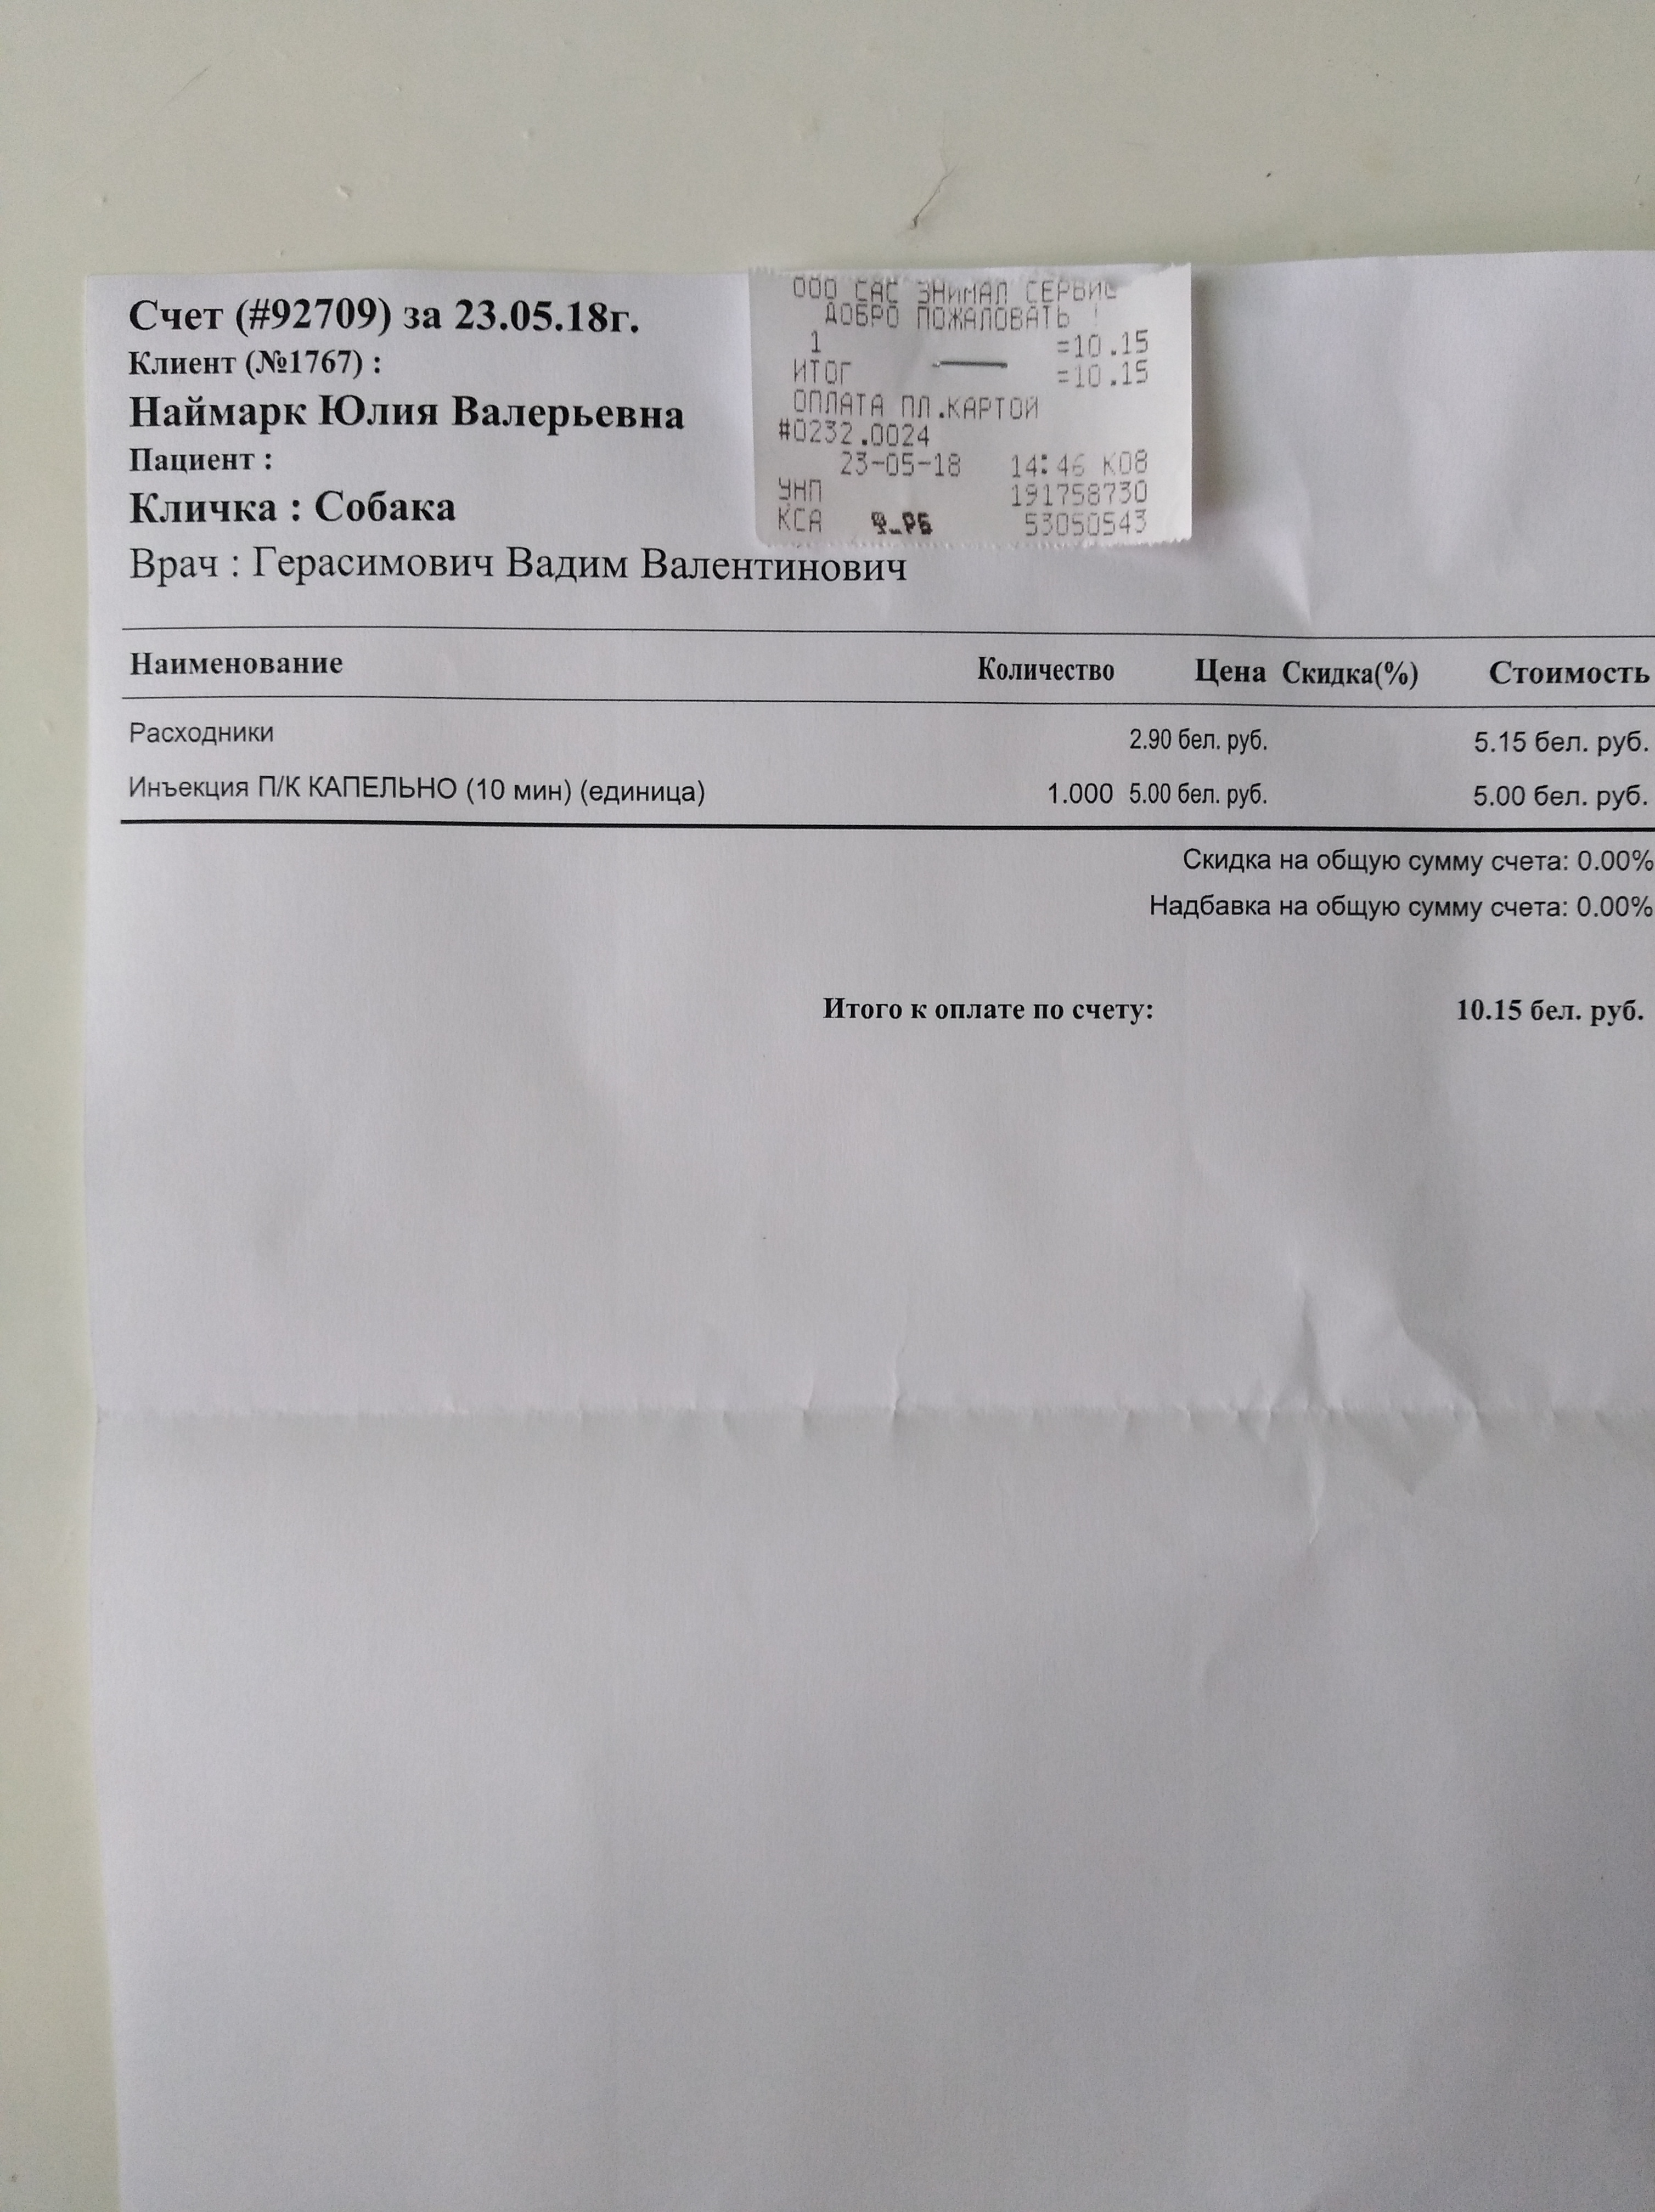 Счет (#92709) за 23.05.18г.
Клиент (№1767) :
Наймарк Юлия Валерьевна
Пациент :
Кличка : Собака
Врач : Герасимович Вадим Валентинович
ООО САС ЭНИМАЛ СЕРВИС
ДОБРО ПОЖАЛОВАТЬ !
1 =10.15
ИТОГ =10.15
ОПЛАТА ПЛ.КАРТОЙ
#0232.0024
23-05-18 14:46 К08
УНП 191758730
КСА 53050543
Наименование Количество Цена Скидка(%) Стоимость
Расходники 2.90 бел. руб. 5.15 бел. руб.
Инъекция П/К КАПЕЛЬНО (10 мин) (единица) 1.000 5.00 бел. руб. 5.00 бел. руб.
Скидка на общую сумму счета: 0.00%
Надбавка на общую сумму счета: 0.00%
Итого к оплате по счету: 10.15 бел. руб.